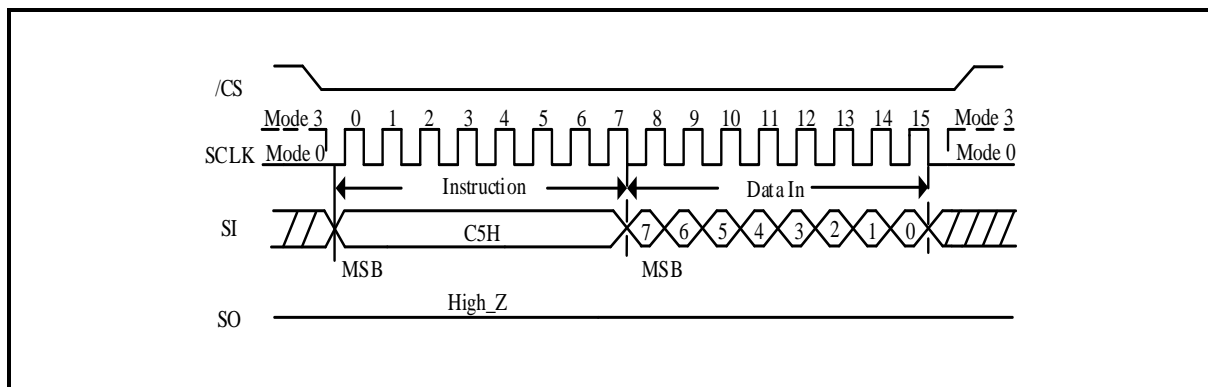 /CS
Mode 3 0 1 2 3 4 5 6 7 8 9 10 11 12 13 14 15 Mode 3
SCLK Mode 0 Mode 0
Instruction Data In
SI C5H 7 6 5 4 3 2 1 0
MSB MSB
High_Z
SO